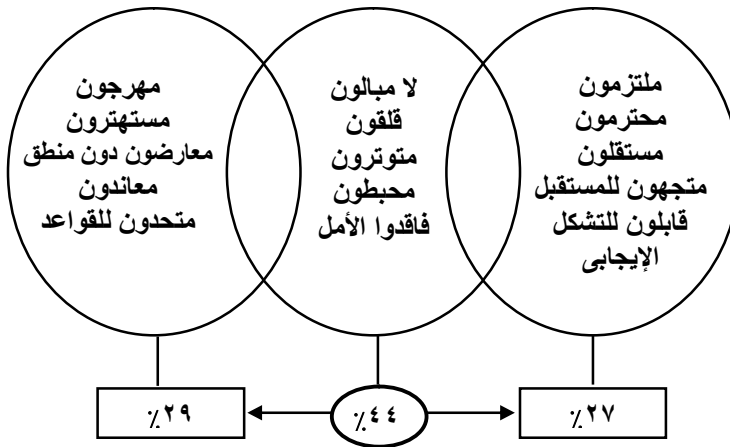 ملتزمون
محترمون
مستقلون
متجهون للمستقبل
قابلون للتشكل
الإيجابى
لا مبالون
قلقون
متوترون
محبطون
فاقدوا الأمل
مهرجون
مستهترون
معارضون دون منطق
معاندون
متحدون للقواعد
٢٧٪
٤٤٪
٢٩٪